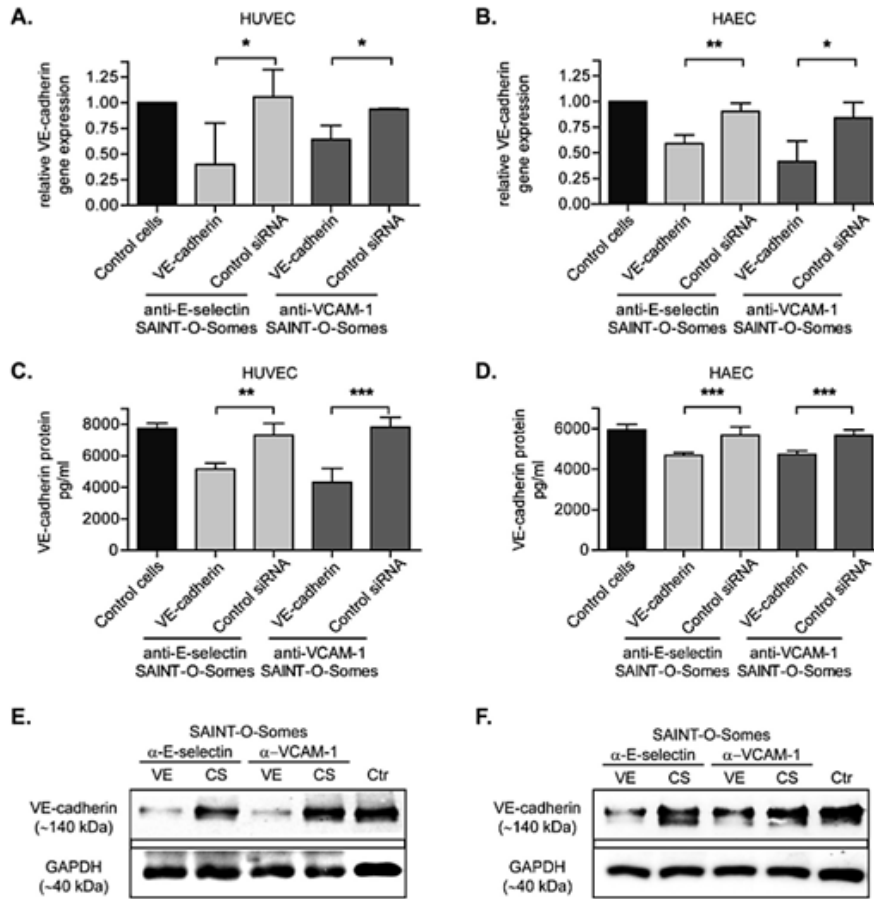 A.
HUVEC
* *
relative VE-cadherin
gene expression
1.25
1.00
0.75
0.50
0.25
0.00
Control cells
VE-cadherin
Control siRNA
VE-cadherin
Control siRNA
anti-E-selectin
SAINT-O-Somes
anti-VCAM-1
SAINT-O-Somes
B.
HAEC
** *
relative VE-cadherin
gene expression
1.25
1.00
0.75
0.50
0.25
0.00
Control cells
VE-cadherin
Control siRNA
VE-cadherin
Control siRNA
anti-E-selectin
SAINT-O-Somes
anti-VCAM-1
SAINT-O-Somes
C.
HUVEC
** ***
VE-cadherin protein
pg/ml
8000
6000
4000
2000
0
Control cells
VE-cadherin
Control siRNA
VE-cadherin
Control siRNA
anti-E-selectin
SAINT-O-Somes
anti-VCAM-1
SAINT-O-Somes
D.
HAEC
*** ***
VE-cadherin protein
pg/ml
6000
4000
2000
0
Control cells
VE-cadherin
Control siRNA
VE-cadherin
Control siRNA
anti-E-selectin
SAINT-O-Somes
anti-VCAM-1
SAINT-O-Somes
E.
SAINT-O-Somes
α-E-selectin α-VCAM-1
VE CS VE CS Ctr
VE-cadherin
(~140 kDa)
GAPDH
(~40 kDa)
F.
SAINT-O-Somes
α-E-selectin α-VCAM-1
VE CS VE CS Ctr
VE-cadherin
(~140 kDa)
GAPDH
(~40 kDa)